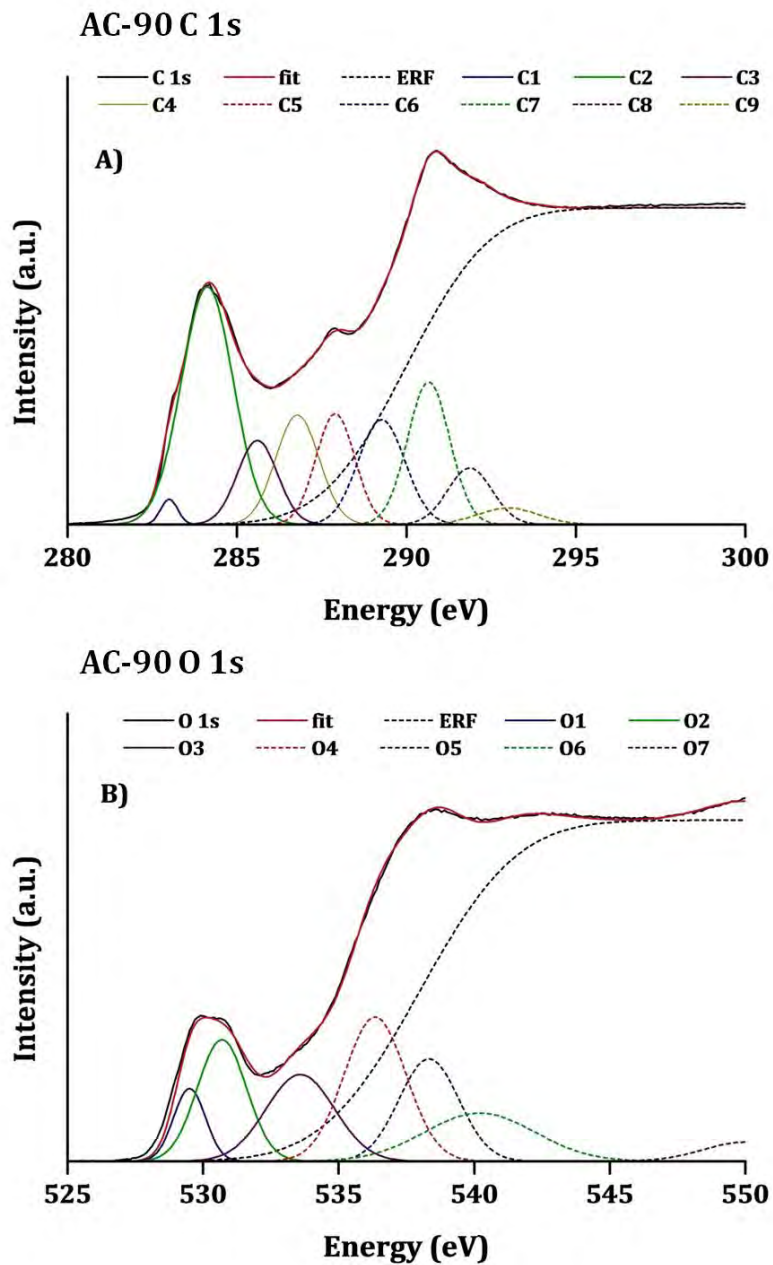 AC-90 C 1s
C 1s fit ERF C1 C2 C3
C4 C5 C6 C7 C8 C9
A)
Intensity (a.u.)
280 285 290 295 300
Energy (eV)
AC-90 O 1s
O 1s fit ERF O1 O2
O3 O4 O5 O6 O7
B)
Intensity (a.u.)
525 530 535 540 545 550
Energy (eV)